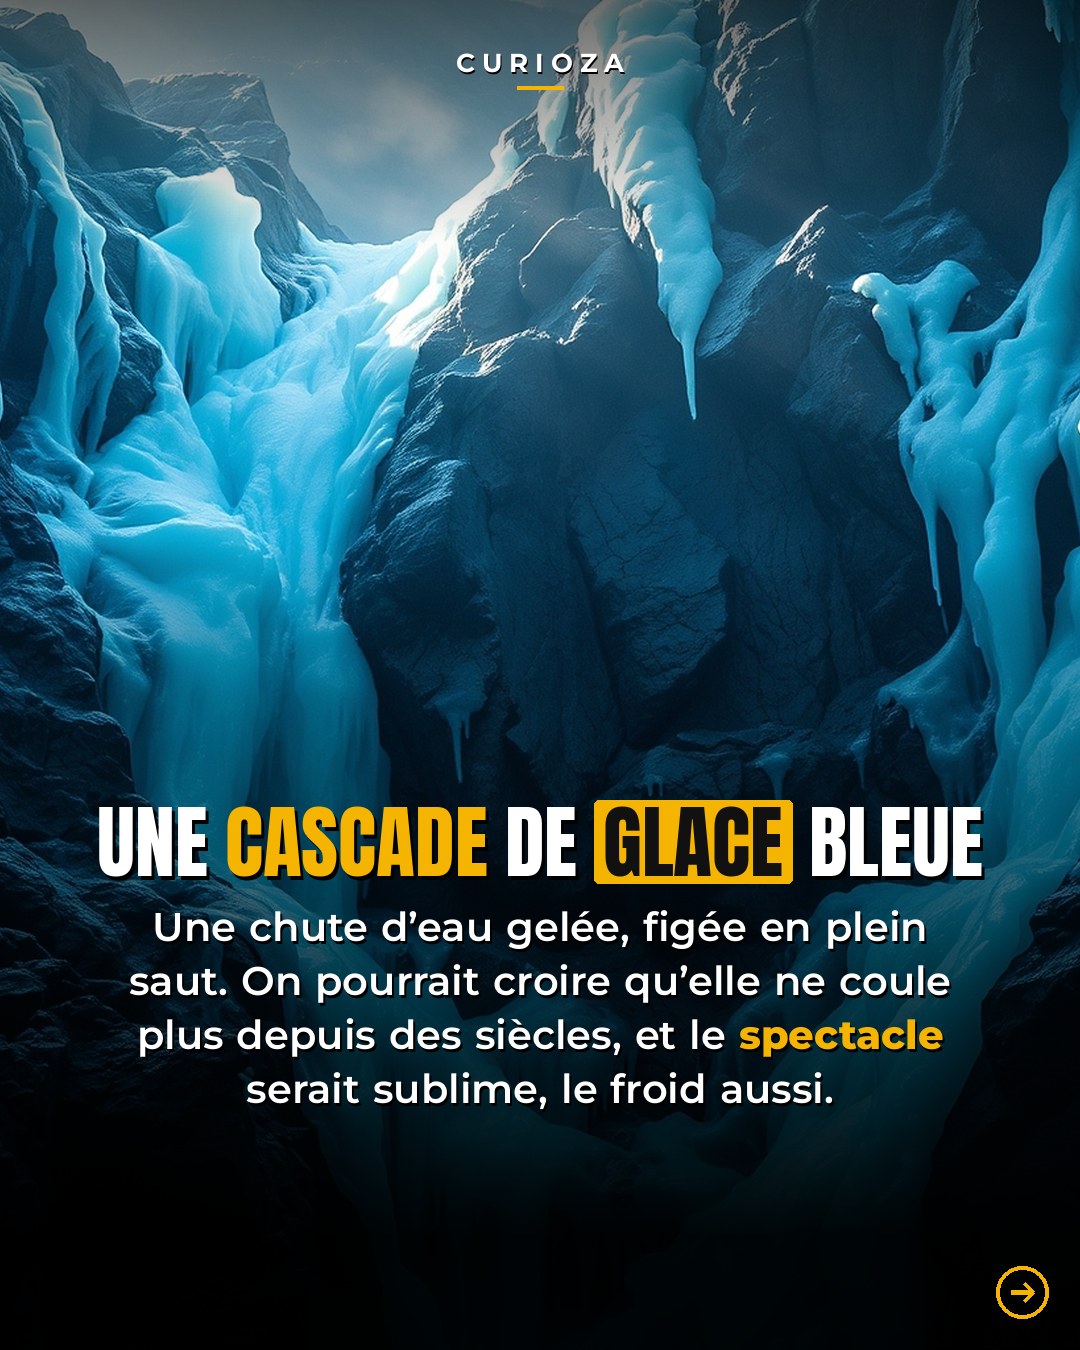 CURIOZA
UNE CASCADE DE GLACE BLEUE
Une chute d’eau gelée, figée en plein
saut. On pourrait croire qu’elle ne coule
plus depuis des siècles, et le spectacle
serait sublime, le froid aussi.